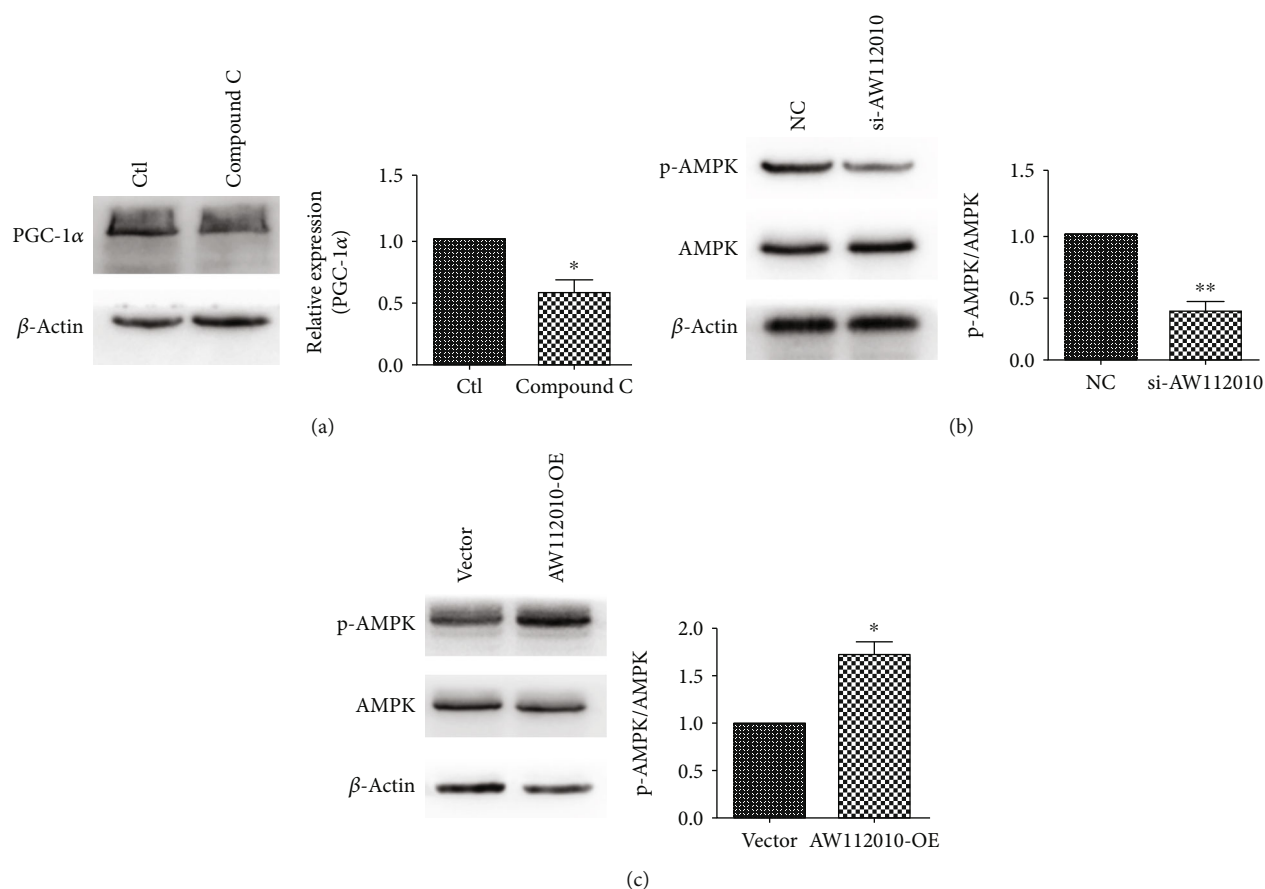 Ctl
Compound C
PGC-1α
β-Actin
Relative expression
(PGC-1α)
1.5
1.0
0.5
0.0
*
Ctl
Compound C
(a)
NC
si-AW112010
p-AMPK
AMPK
β-Actin
p-AMPK/AMPK
1.5
1.0
0.5
0.0
**
NC
si-AW112010
(b)
Vector
AW112010-OE
p-AMPK
AMPK
β-Actin
p-AMPK/AMPK
2.0
1.5
1.0
0.5
0.0
*
Vector
AW112010-OE
(c)